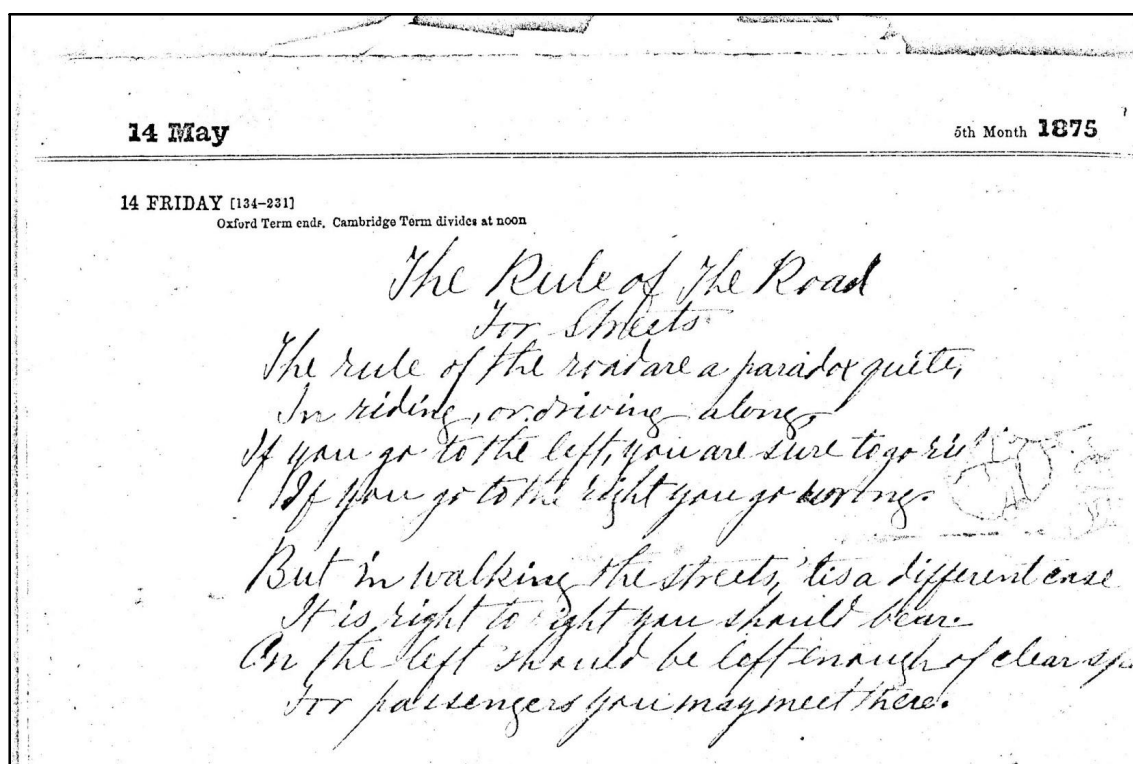 14 May
5th Month 1875
14 FRIDAY [134-231]
Oxford Term ends. Cambridge Term divides at noon
The Rule of The Road
For Streets
The rule of the road are a paradox quite,
In riding, or driving along,
If you go to the left, you are sure to go
If you go to the right you go wrong.
But in walking the streets, 'tis a different case
It is right to ight you should bear
On the left should be left enough of clear
For passengers you may meet there.